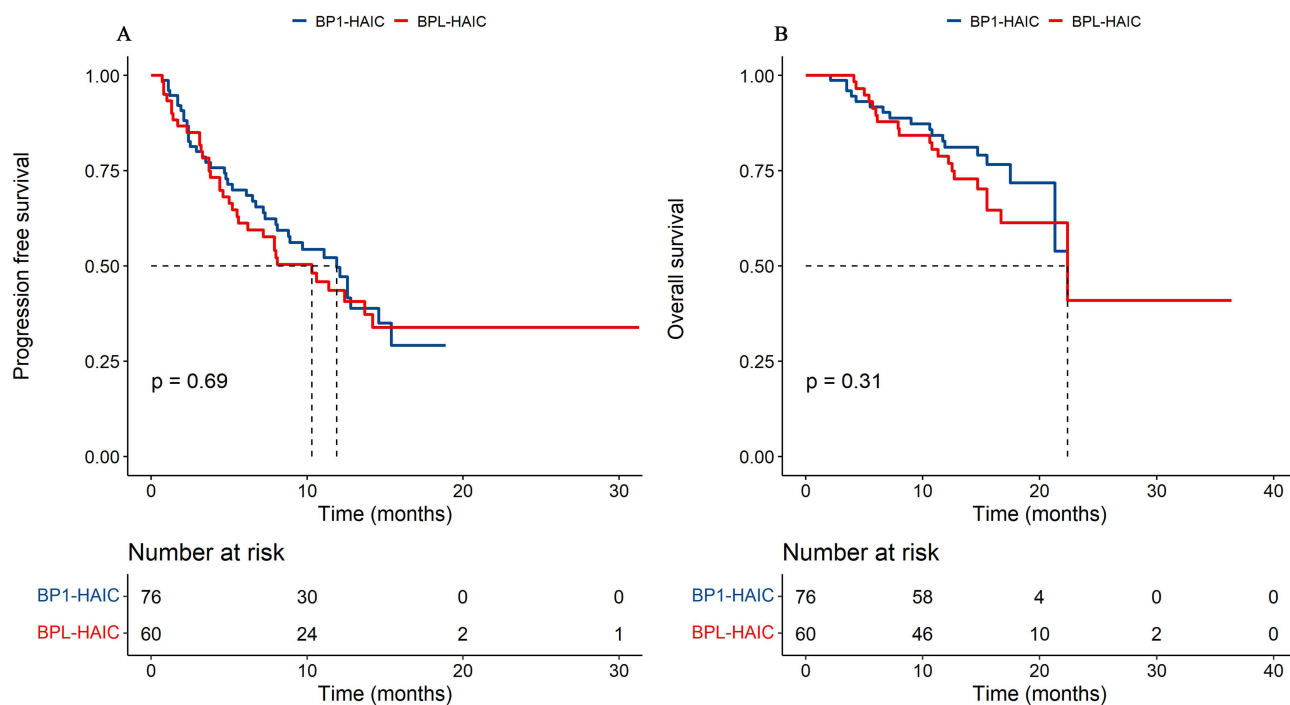 A
BP1-HAIC BPL-HAIC
Progression free survival
1.00
0.75
0.50
0.25
0.00
p = 0.69
0 10 20 30
Time (months)
Number at risk
BP1-HAIC 76 30 0 0
BPL-HAIC 60 24 2 1
0 10 20 30
Time (months)
B
BP1-HAIC BPL-HAIC
Overall survival
1.00
0.75
0.50
0.25
0.00
p = 0.31
0 10 20 30 40
Time (months)
Number at risk
BP1-HAIC 76 58 4 0 0
BPL-HAIC 60 46 10 2 0
0 10 20 30 40
Time (months)